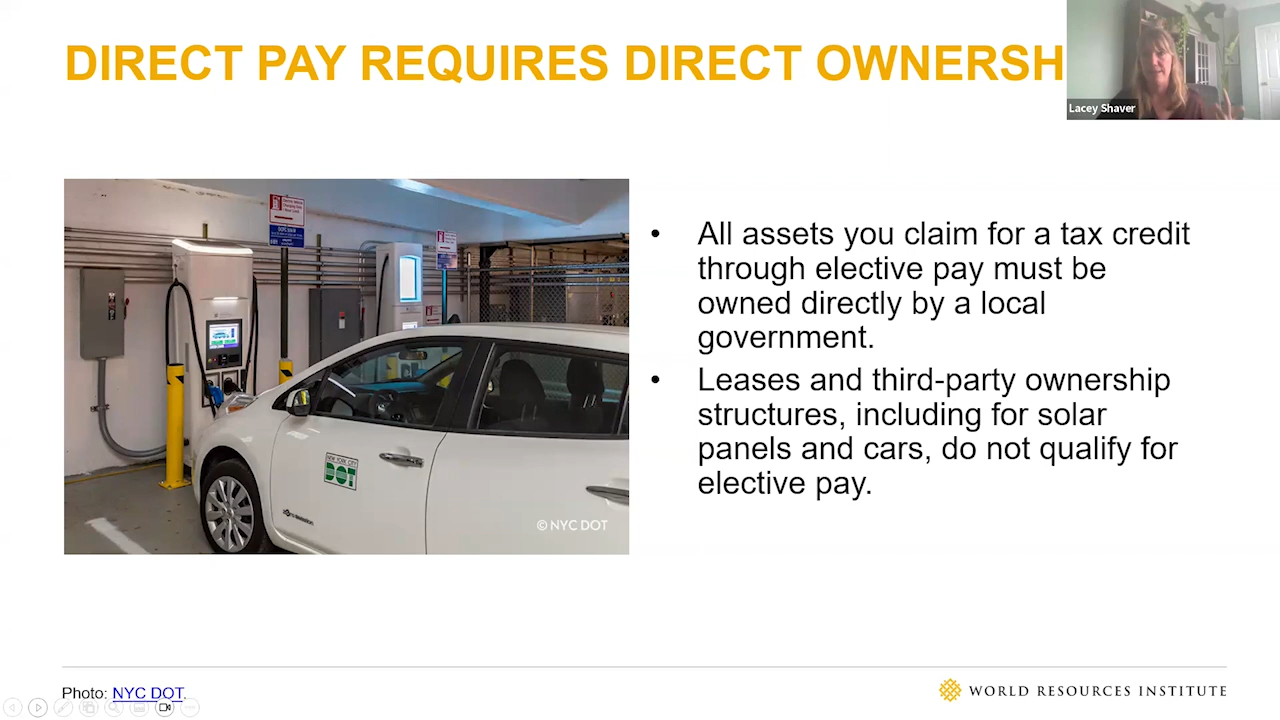 DIRECT PAY REQUIRES DIRECT OWNERSH
Lacey Shaver
• All assets you claim for a tax credit
through elective pay must be
owned directly by a local
government.
• Leases and third-party ownership
structures, including for solar
panels and cars, do not qualify for
elective pay.
NEW YORK CITY
DOT
© NYC DOT
Photo: NYC DOT.
WORLD RESOURCES INSTITUTE